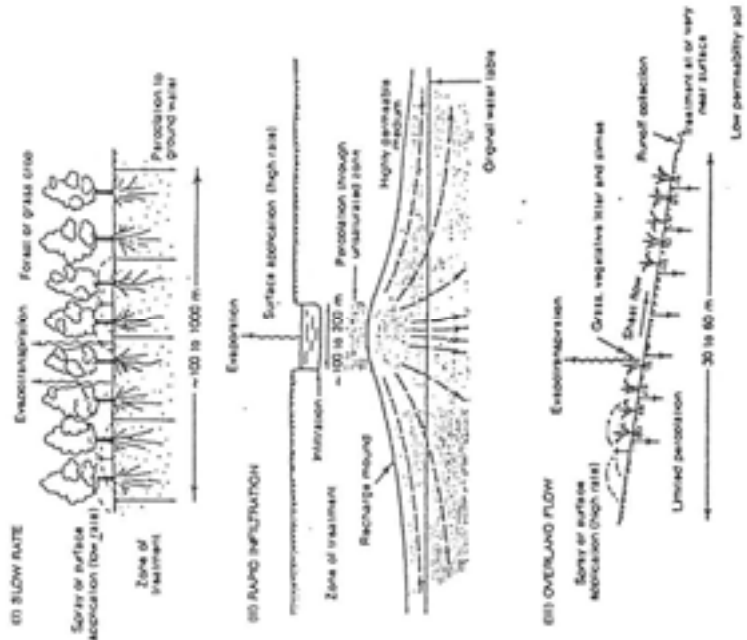 (i) SLOW RATE
Evapotranspiration
Forest or grass crop
Spray or surface
application (low rate)
Zone of
treatment
Percolation to
ground water
~100 to 1000 m
(ii) RAPID INFILTRATION
Evaporation
Surface application (high rate)
Infiltration
~100 to 200 m
Percolation through
unsaturated zone
Zone of treatment
Recharge mound
Highly permeable
medium
Original water table
(iii) OVERLAND FLOW
Evapotranspiration
Spray or surface
application (high rate)
Grass, vegetative litter and slimes
Sheet flow
Runoff collection
Limited percolation
30 to 60 m
Treatment at or very
near surface
Low permeability soil